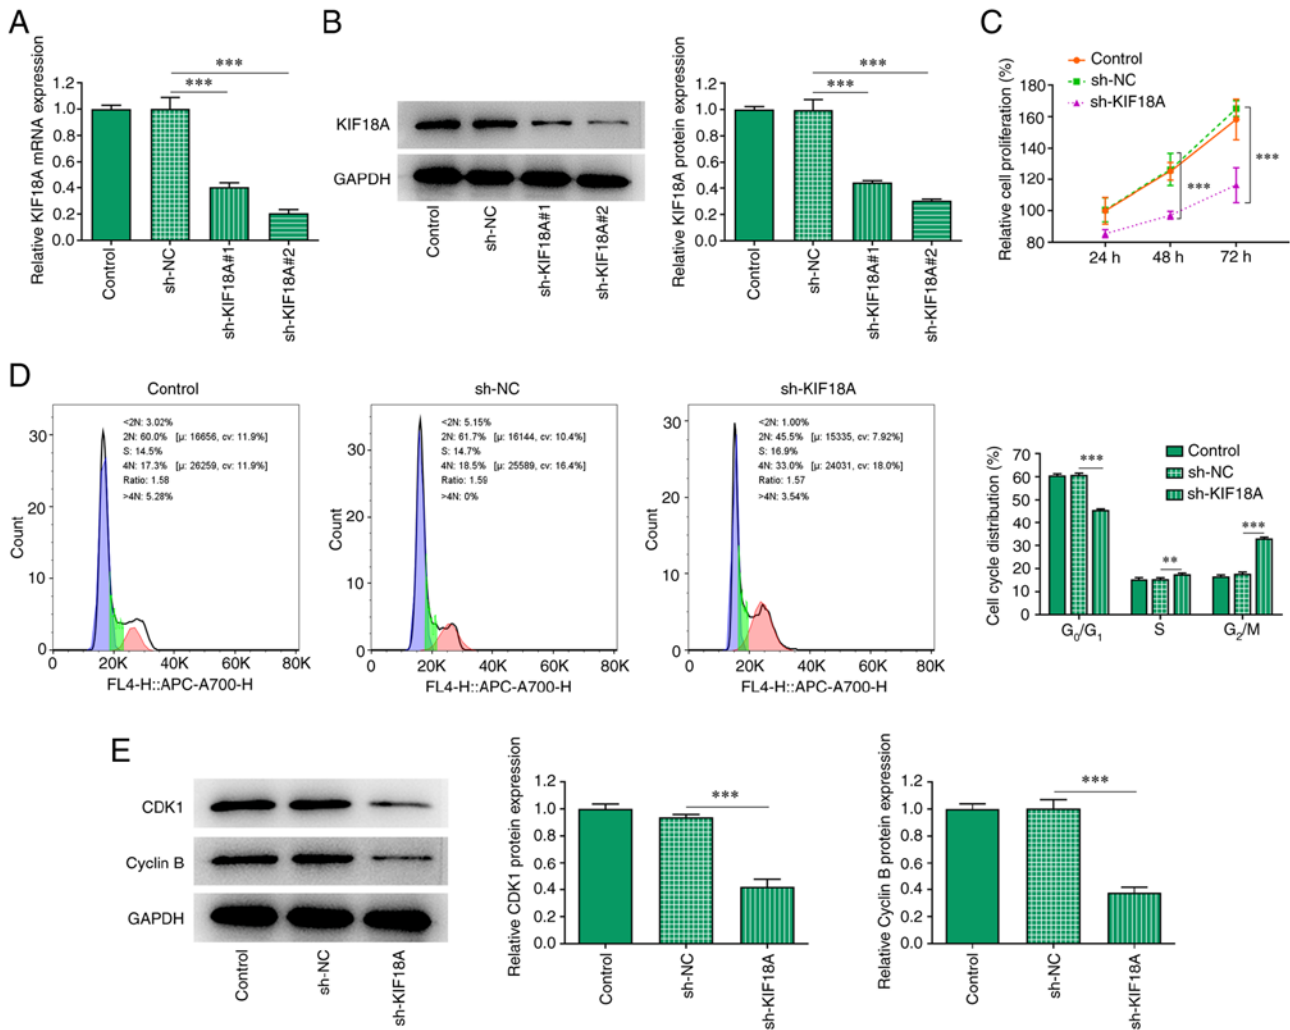 A
Relative KIF18A mRNA expression
1.2
1.0
0.8
0.6
0.4
0.2
0.0
***
***
Control
sh-NC
sh-KIF18A#1
sh-KIF18A#2
B
KIF18A
GAPDH
Control
sh-NC
sh-KIF18A#1
sh-KIF18A#2
Relative KIF18A protein expression
1.2
1.0
0.8
0.6
0.4
0.2
0.0
***
***
Control
sh-NC
sh-KIF18A#1
sh-KIF18A#2
C
Relative cell proliferation (%)
180
160
140
120
100
80
Control
sh-NC
sh-KIF18A
***
***
24 h
48 h
72 h
D
Control
Count
30
20
10
0
<2N: 3.02%
2N: 60.0% [μ: 16656, cv: 11.9%]
S: 14.5%
4N: 17.3% [μ: 26259, cv: 11.9%]
Ratio: 1.58
>4N: 5.28%
0 20K 40K 60K 80K
FL4-H::APC-A700-H
sh-NC
Count
30
20
10
0
<2N: 5.15%
2N: 61.7% [μ: 16144, cv: 10.4%]
S: 14.7%
4N: 18.5% [μ: 25589, cv: 16.4%]
Ratio: 1.59
>4N: 0%
0 20K 40K 60K 80K
FL4-H::APC-A700-H
sh-KIF18A
Count
30
20
10
0
<2N: 1.00%
2N: 45.5% [μ: 15335, cv: 7.92%]
S: 16.9%
4N: 33.0% [μ: 24031, cv: 18.0%]
Ratio: 1.57
>4N: 3.54%
0 20K 40K 60K 80K
FL4-H::APC-A700-H
Cell cycle distribution (%)
70
60
50
40
30
20
10
0
Control
sh-NC
sh-KIF18A
***
**
***
G₀/G₁
S
G₂/M
E
CDK1
Cyclin B
GAPDH
Control
sh-NC
sh-KIF18A
Relative CDK1 protein expression
1.2
1.0
0.8
0.6
0.4
0.2
0.0
***
Control
sh-NC
sh-KIF18A
Relative Cyclin B protein expression
1.2
1.0
0.8
0.6
0.4
0.2
0.0
***
Control
sh-NC
sh-KIF18A